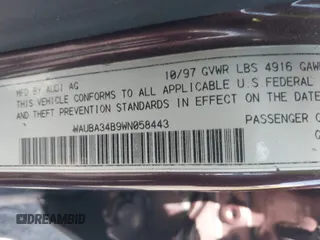 MFD BY AUDI AG 10/97 GVWR LBS 4916 GAW
THIS VEHICLE CONFORMS TO ALL APPLICABLE U.S FEDERAL
AND THEFT PREVENTION STANDARDS IN EFFECT ON THE
WAUBA34B9WN058443 PASSENGER C
DREAMBID